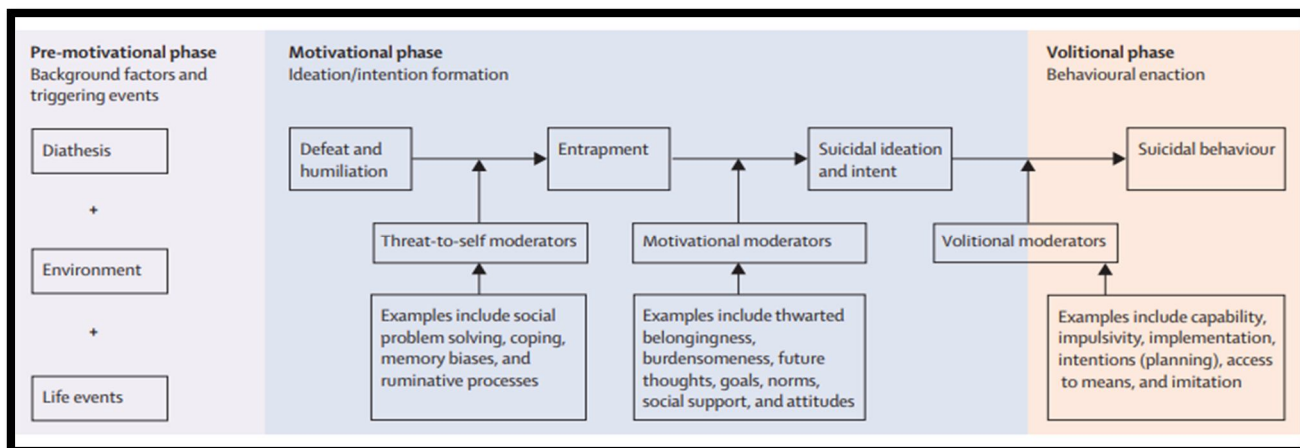 Pre-motivational phase
Background factors and
triggering events
Diathesis
+
Environment
+
Life events
Motivational phase
Ideation/intention formation
Defeat and
humiliation
Entrapment
Suicidal ideation
and intent
Threat-to-self moderators
Motivational moderators
Examples include social
problem solving, coping,
memory biases, and
ruminative processes
Examples include thwarted
belongingness,
burdensomeness, future
thoughts, goals, norms,
social support, and attitudes
Volitional phase
Behavioural enaction
Suicidal behaviour
Volitional moderators
Examples include capability,
impulsivity, implementation,
intentions (planning), access
to means, and imitation